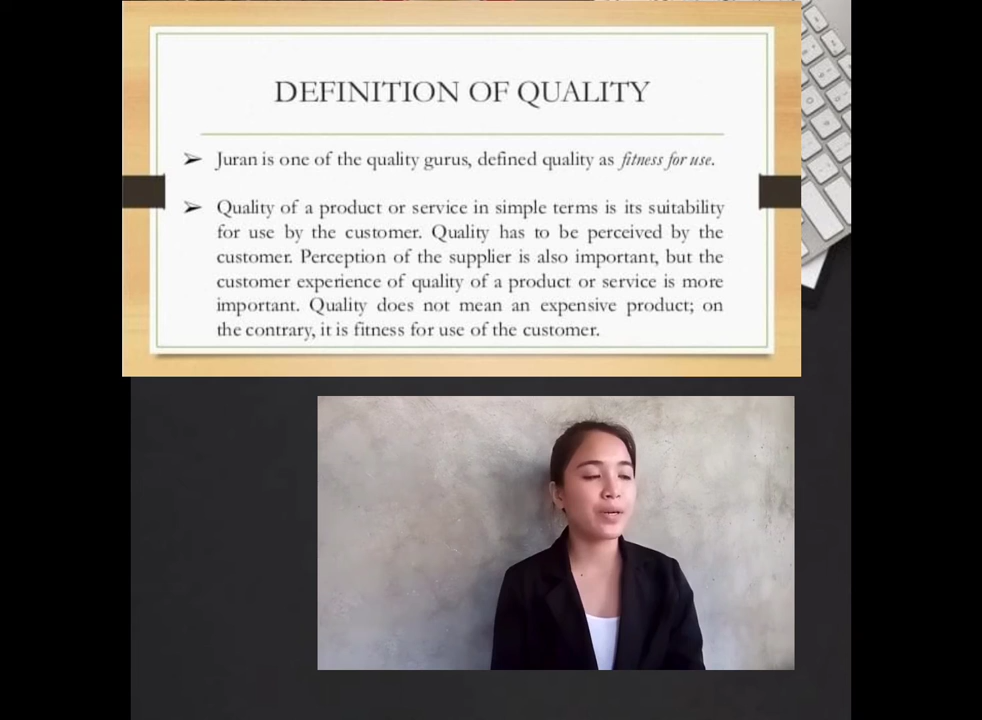 DEFINITION OF QUALITY
➢ Juran is one of the quality gurus, defined quality as fitness for use.
➢ Quality of a product or service in simple terms is its suitability
for use by the customer. Quality has to be perceived by the
customer. Perception of the supplier is also important, but the
customer experience of quality of a product or service is more
important. Quality does not mean an expensive product; on
the contrary, it is fitness for use of the customer.